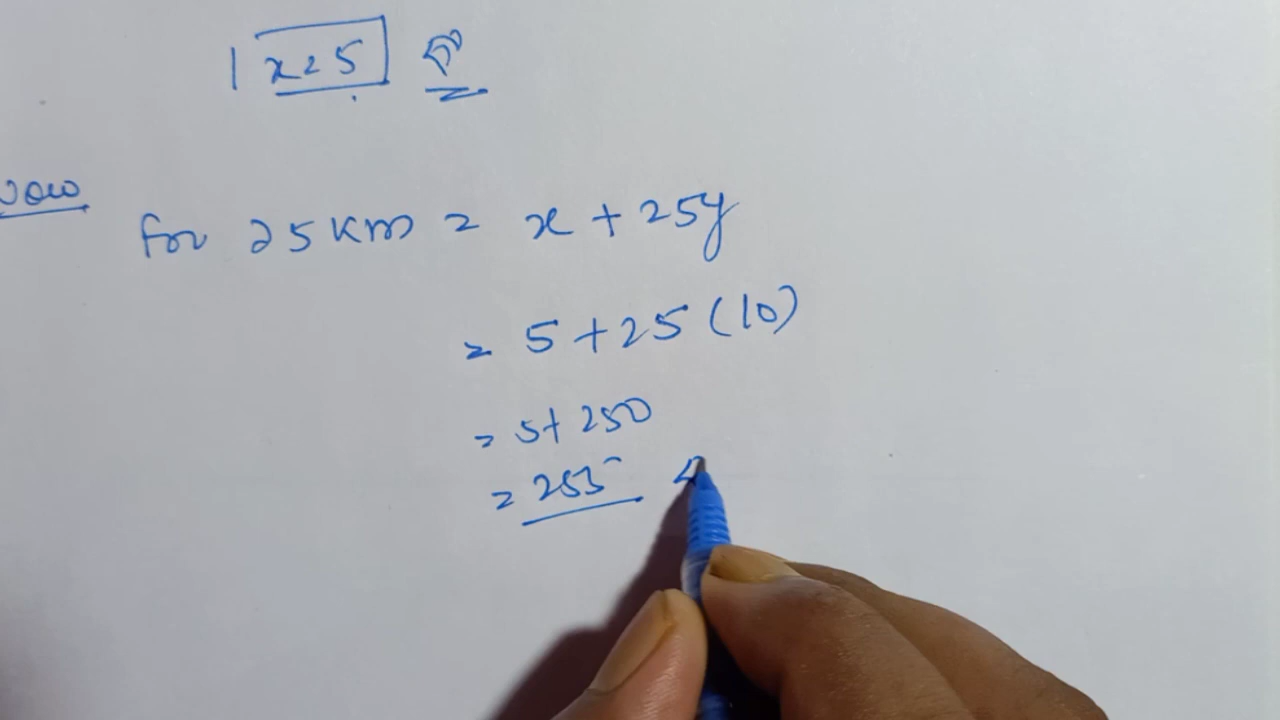 x = 5
Now
for 25 km = x + 25y
= 5 + 25 (10)
= 5 + 250
= 255